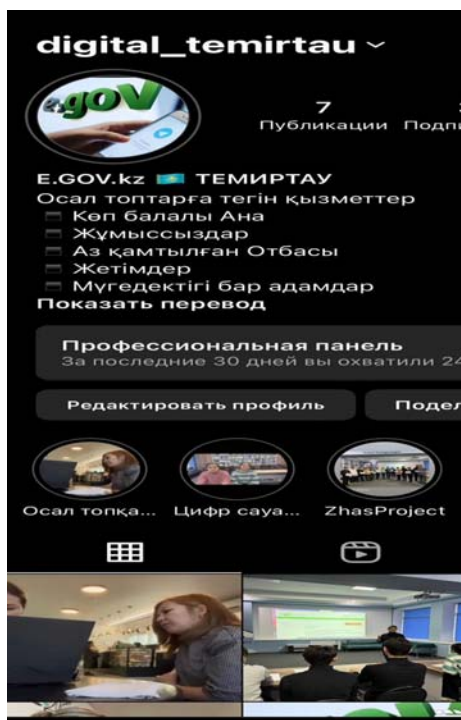 digital_temirtau
e.gov
7
Публикации
E.GOV.kz 🇰🇿 ТЕМИРТАУ
Осал топтарға тегін қызметтер
Көп балалы Ана
Жұмыссыздар
Аз қамтылған Отбасы
Жетімдер
Мүгедектігі бар адамдар
Показать перевод
Профессиональная панель
За последние 30 дней вы охватили 24
Редактировать профиль
Осал топқа... Цифр сауа... ZhasProject